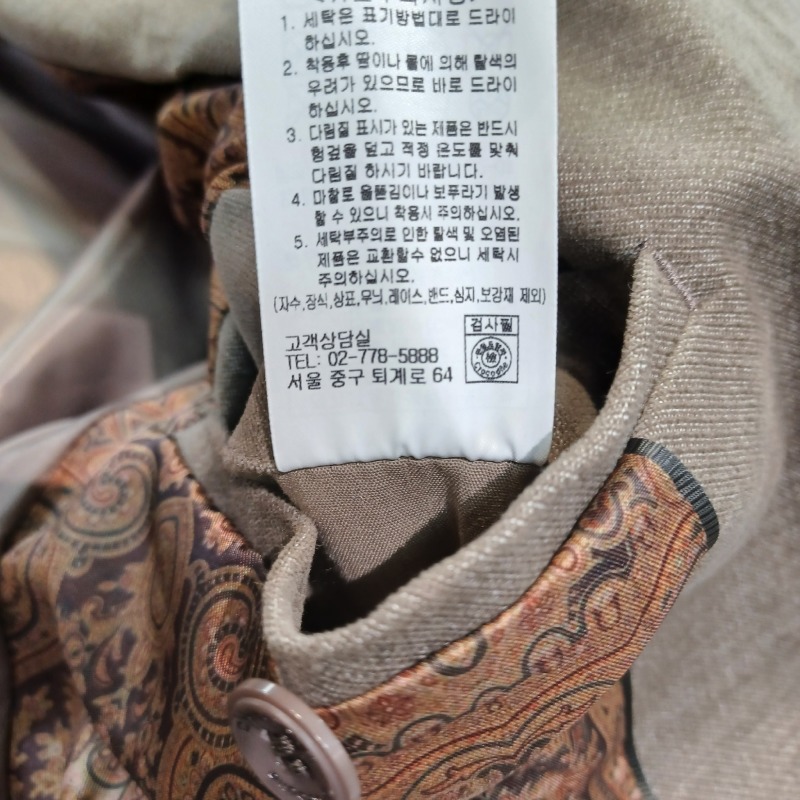 1. 세탁은 표기방법대로 드라이
하십시오.
2. 착용후 땀이나 물에 의해 탈색의
우려가 있으므로 바로 드라이
하십시오.
3. 다림질 표시가 있는 제품은 반드시
헝겊을 덮고 적정 온도를 맞춰
다림질 하시기 바랍니다.
4. 마찰로 올뜯김이나 보푸라기 발생
할 수 있으니 착용시 주의하십시오.
5. 세탁부주의로 인한 탈색 및 오염된
제품은 교환할수 없으니 세탁시
주의하십시오.
(자수,장식,상표,무늬,레이스,밴드,심지,보강재 제외)
검사필
고객상담실
TEL: 02-778-5888
서울 중구 퇴계로 64